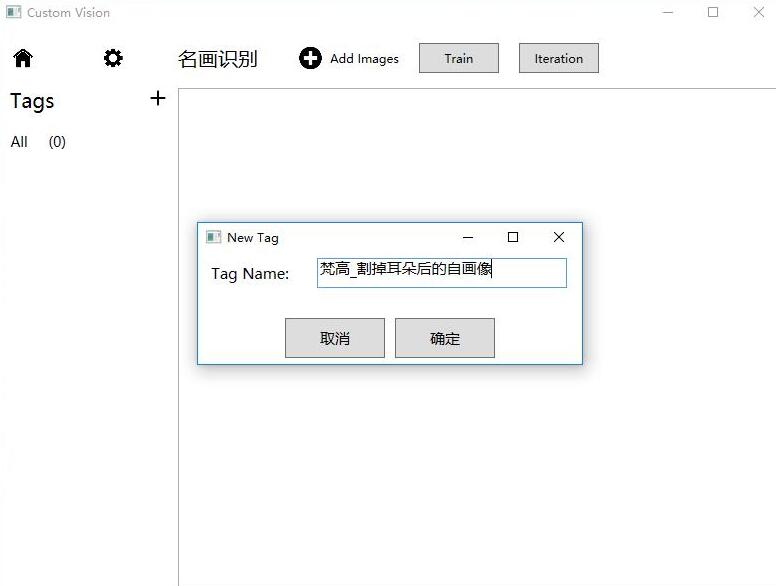 Custom Vision
名画识别 Add Images Train Iteration
Tags
All (0)
New Tag
Tag Name: 梵高_割掉耳朵后的自画像
取消 确定